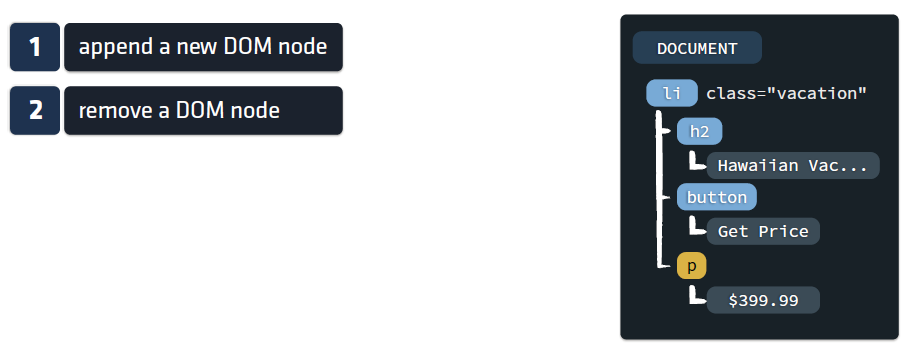 1 append a new DOM node
2 remove a DOM node
DOCUMENT
li class="vacation"
h2
Hawaiian Vac...
button
Get Price
p
$399.99